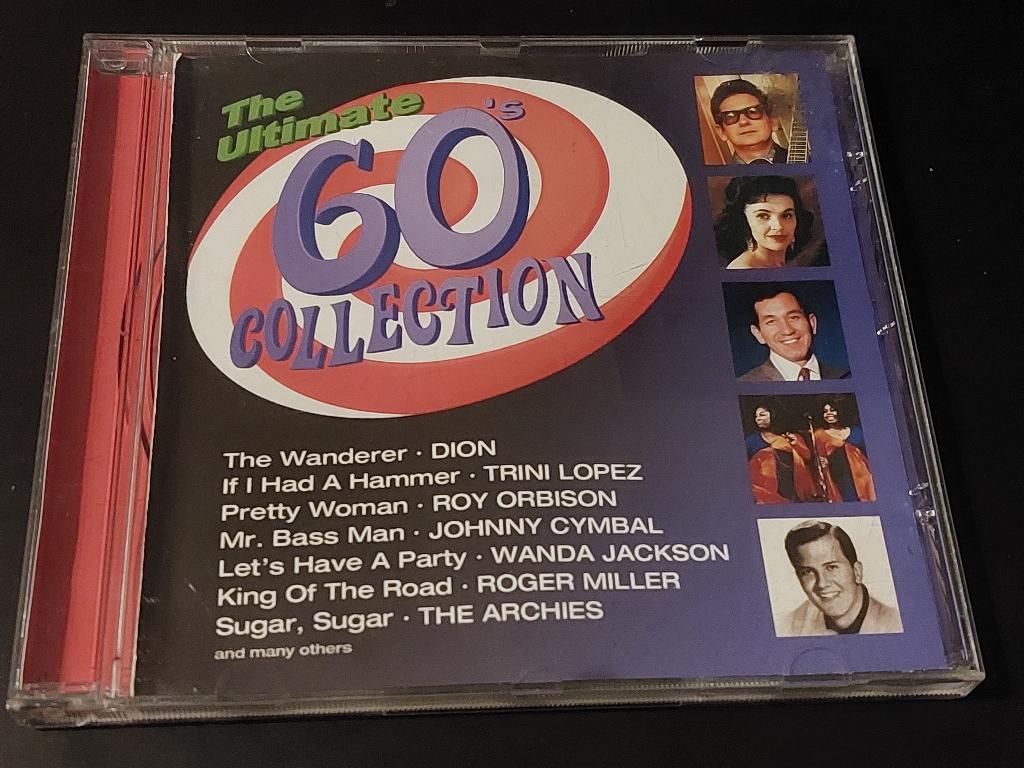 The
Ultimate
60's
COLLECTION
The Wanderer · DION
If I Had A Hammer · TRINI LOPEZ
Pretty Woman · ROY ORBISON
Mr. Bass Man · JOHNNY CYMBAL
Let's Have A Party · WANDA JACKSON
King Of The Road · ROGER MILLER
Sugar, Sugar · THE ARCHIES
and many others